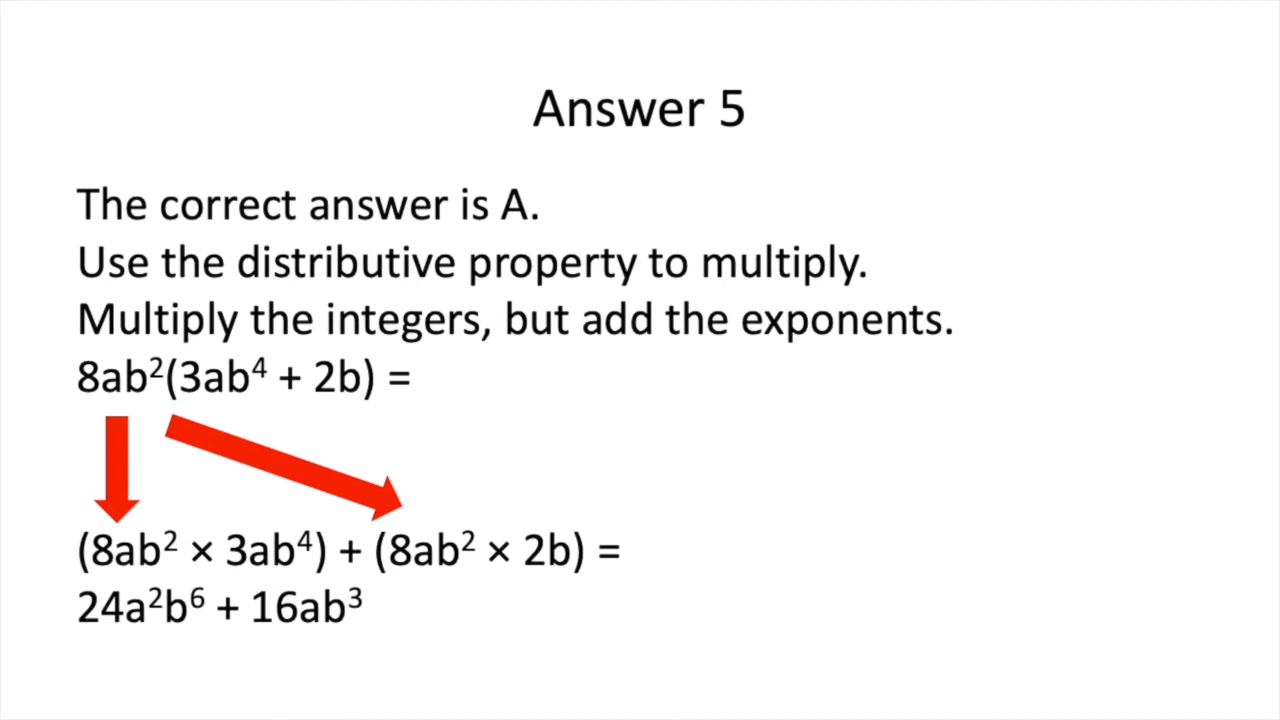 Answer 5
The correct answer is A.
Use the distributive property to multiply.
Multiply the integers, but add the exponents.
8ab²(3ab⁴ + 2b) =
(8ab² × 3ab⁴) + (8ab² × 2b) =
24a²b⁶ + 16ab³